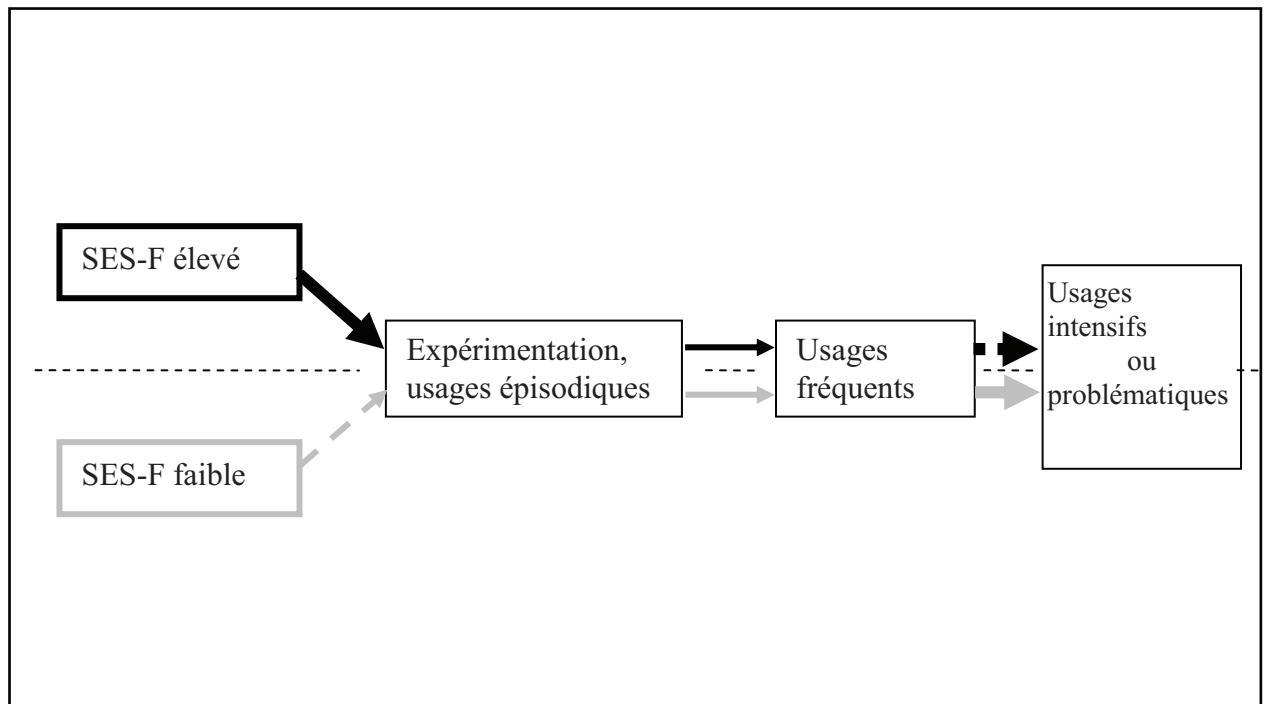 SES-F élevé
Expérimentation,
usages épisodiques
Usages
fréquents
Usages
intensifs
ou
problématiques
SES-F faible